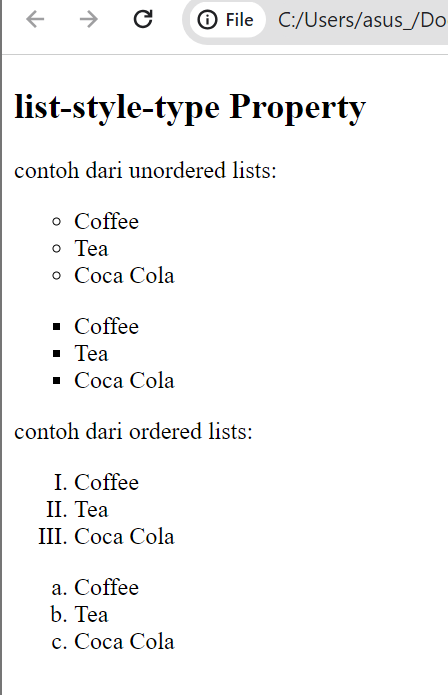 File C:/Users/asus_/Do
list-style-type Property
contoh dari unordered lists:
Coffee
Tea
Coca Cola
Coffee
Tea
Coca Cola
contoh dari ordered lists:
I. Coffee
II. Tea
III. Coca Cola
a. Coffee
b. Tea
c. Coca Cola